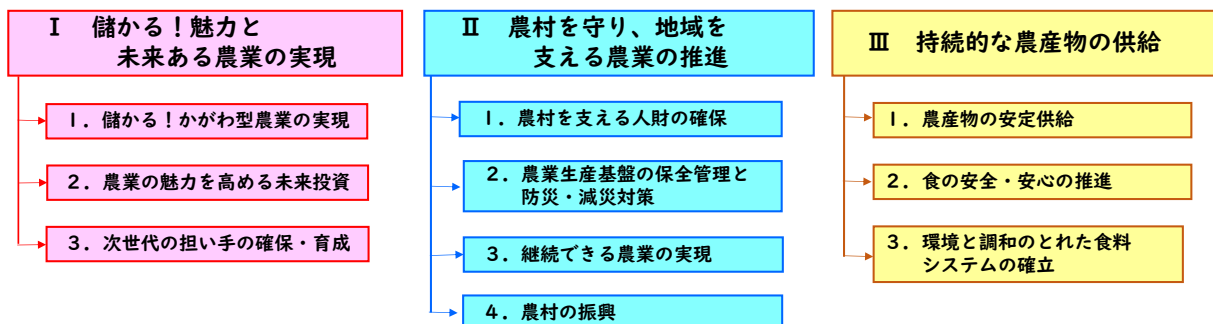 Ⅰ 儲かる！魅力と
未来ある農業の実現
１．儲かる！かがわ型農業の実現
２．農業の魅力を高める未来投資
３．次世代の担い手の確保・育成
Ⅱ 農村を守り、地域を
支える農業の推進
１．農村を支える人財の確保
２．農業生産基盤の保全管理と
防災・減災対策
３．継続できる農業の実現
４．農村の振興
Ⅲ 持続的な農産物の供給
１．農産物の安定供給
２．食の安全・安心の推進
３．環境と調和のとれた食料
システムの確立